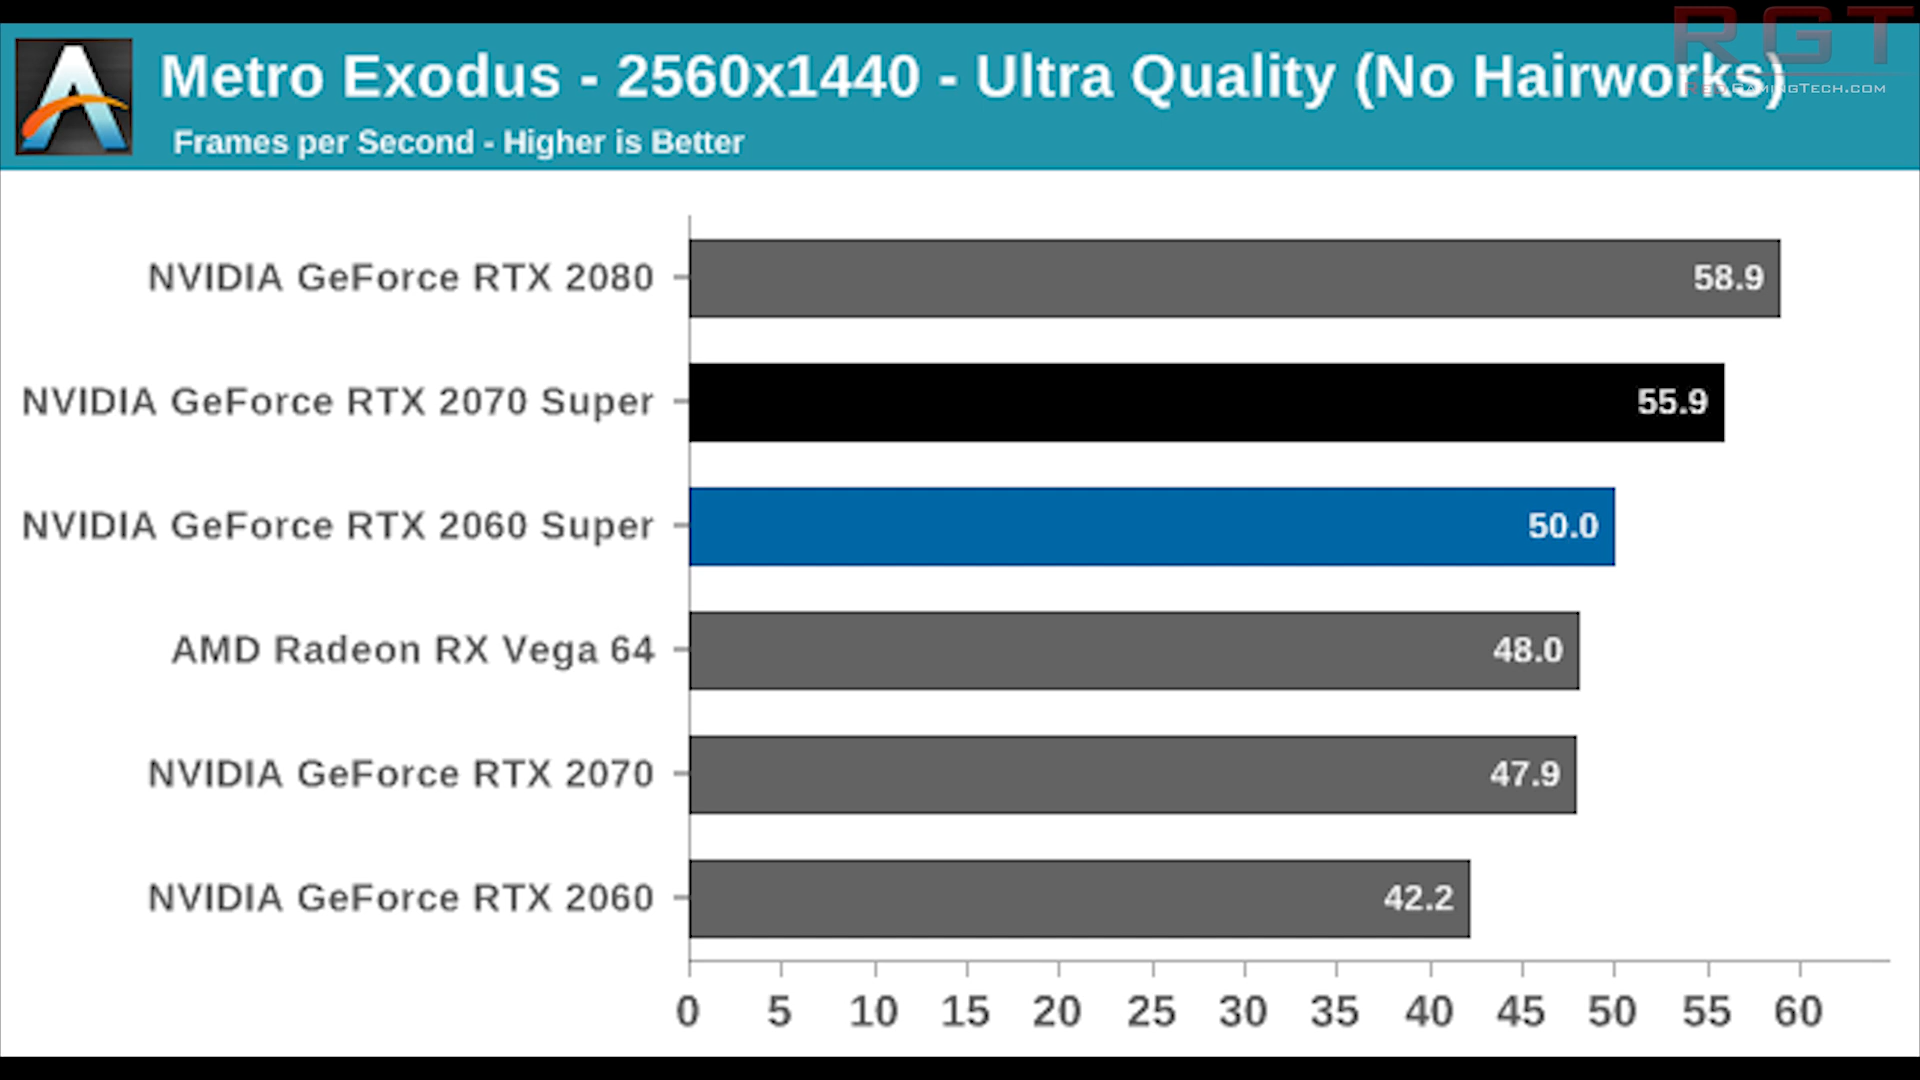 RGT
Metro Exodus - 2560x1440 - Ultra Quality (No Hairworks)
RedGamingTech.com
Frames per Second - Higher is Better
NVIDIA GeForce RTX 2080 58.9
NVIDIA GeForce RTX 2070 Super 55.9
NVIDIA GeForce RTX 2060 Super 50.0
AMD Radeon RX Vega 64 48.0
NVIDIA GeForce RTX 2070 47.9
NVIDIA GeForce RTX 2060 42.2
0 5 10 15 20 25 30 35 40 45 50 55 60